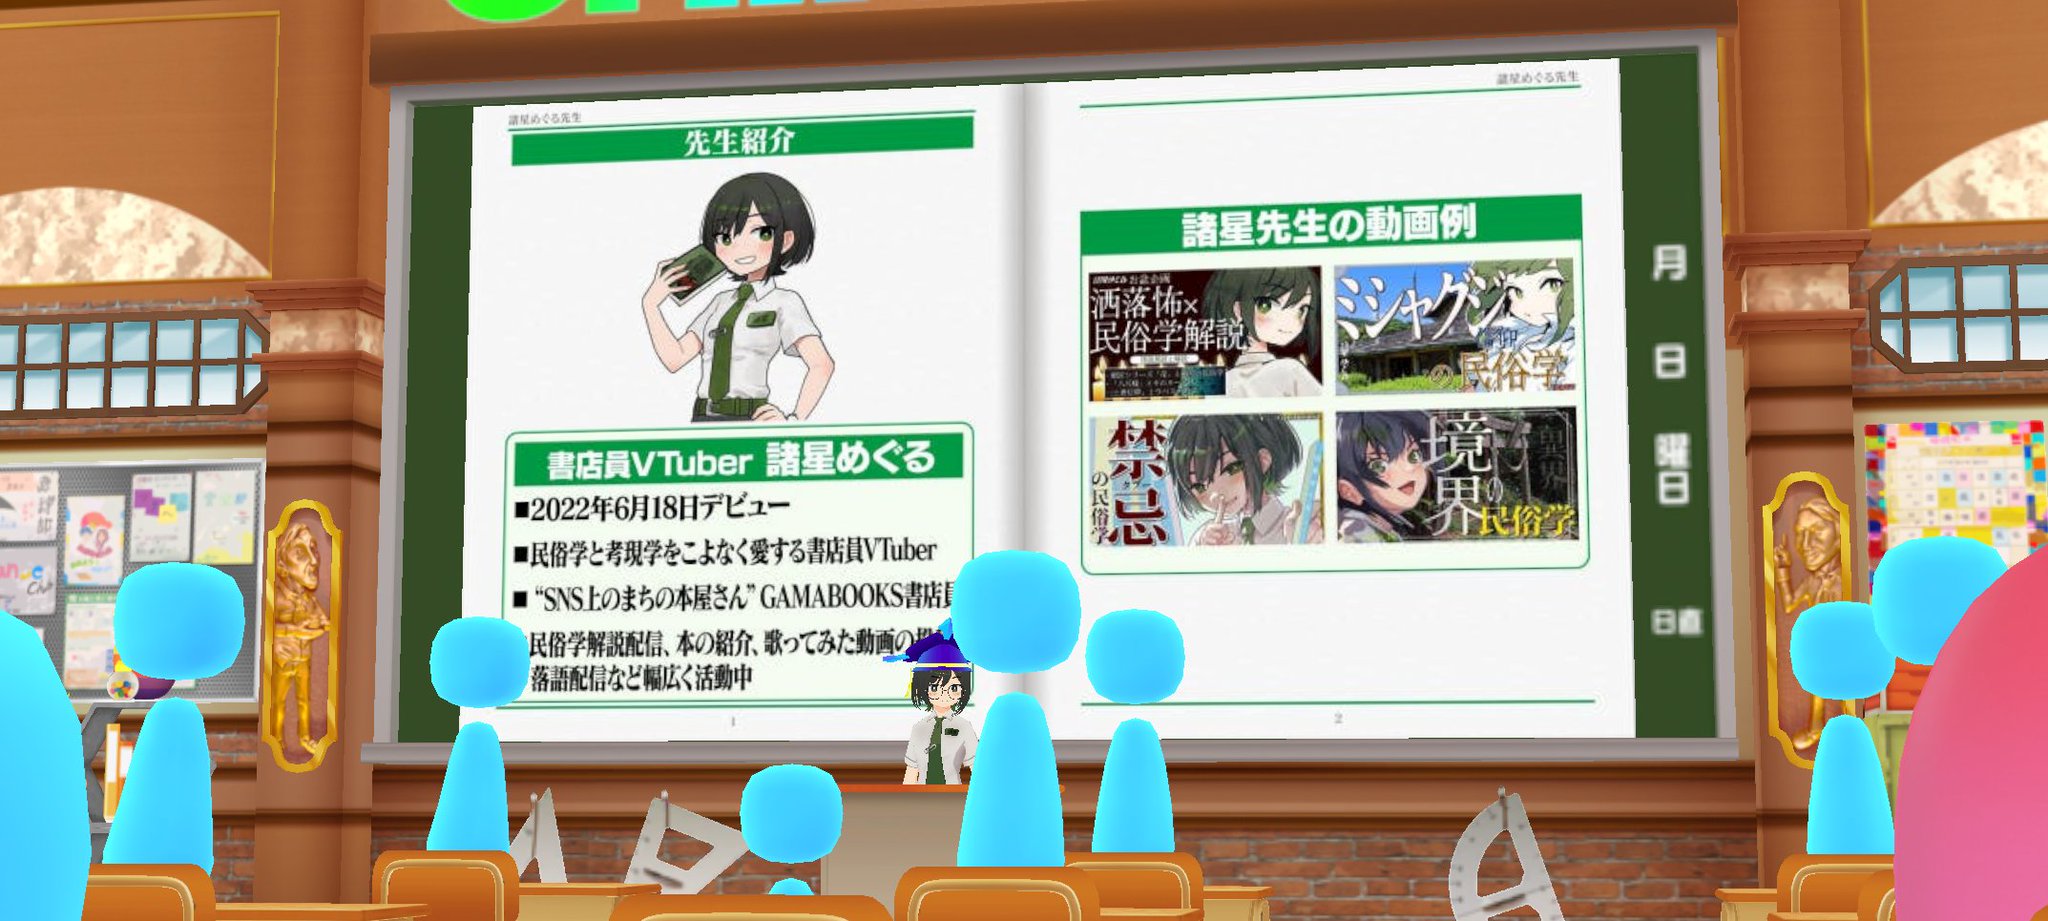 諸星めぐる先生
先生紹介
書店員VTuber 諸星めぐる
■2022年6月18日デビュー
■民俗学と考現学をこよなく愛する書店員VTuber
■“SNS上のまちの本屋さん”GAMABOOKS書店員
民俗学解説配信、本の紹介、歌ってみた動画の
落語配信など幅広く活動中
1
諸星めぐる先生
諸星先生の動画例
洒落怖×
民俗学解説
ミシャグジ
信仰
の民俗学
禁忌
タブー
の民俗学
境界の
異界
民俗学
2
月
日
曜日
日直